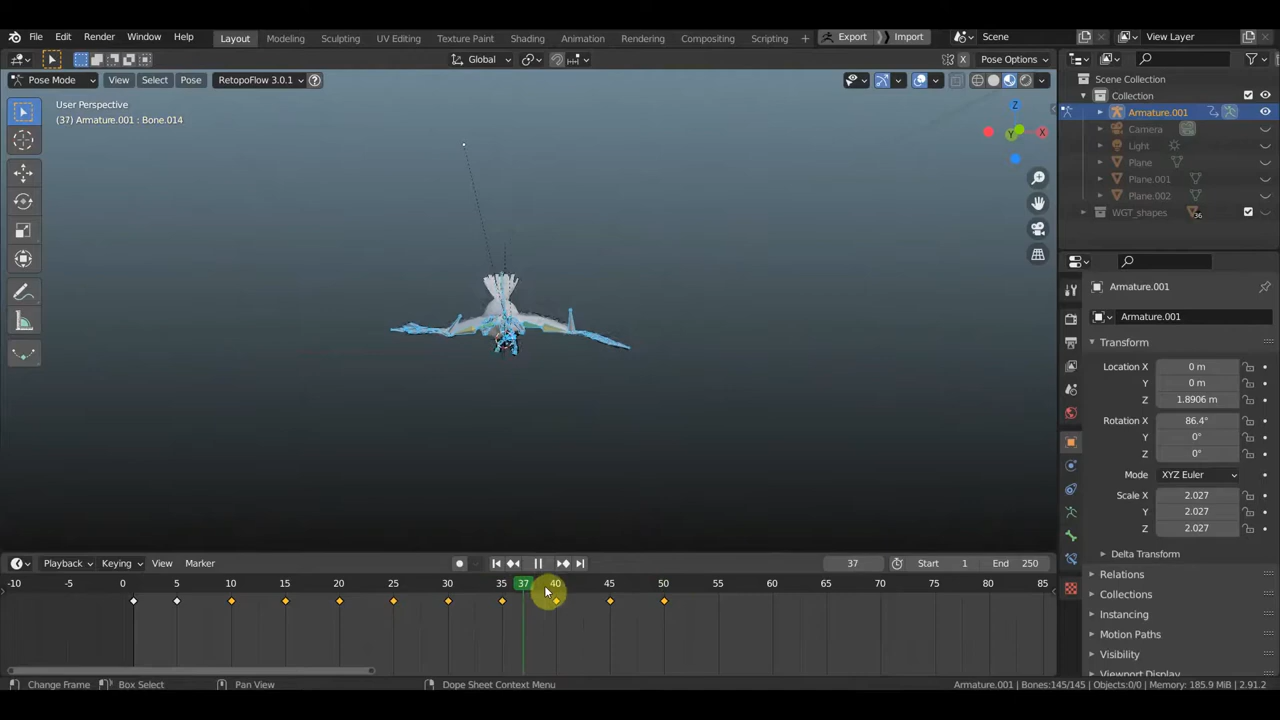 File Edit Render Window Help Layout Modeling Sculpting UV Editing Texture Paint Shading Animation Rendering Compositing Scripting + Export Import Scene View Layer
Global X Pose Options
Pose Mode View Select Pose RetopoFlow 3.0.1
User Perspective
(37) Armature.001 : Bone.014
Z
X
Y
Scene Collection
Collection
Armature.001
Camera
Light
Plane
Plane.001
Plane.002
WGT_shapes 36
Armature.001
Armature.001
Transform
Location X 0 m
Y 0 m
Z 1.8906 m
Rotation X 86.4°
Y 0°
Z 0°
Mode XYZ Euler
Scale X 2.027
Y 2.027
Z 2.027
Delta Transform
Relations
Collections
Instancing
Motion Paths
Visibility
Viewport Display
Playback Keying View Marker 37 Start 1 End 250
-10 0 5 10 15 20 25 30 35 37 40 45 50 55 60 65 70 75 80 85
Change Frame Box Select Pan View Dope Sheet Context Menu Armature.001 | Bones:145/145 | Objects:0/0 | Memory: 185.9 MiB | 2.91.2